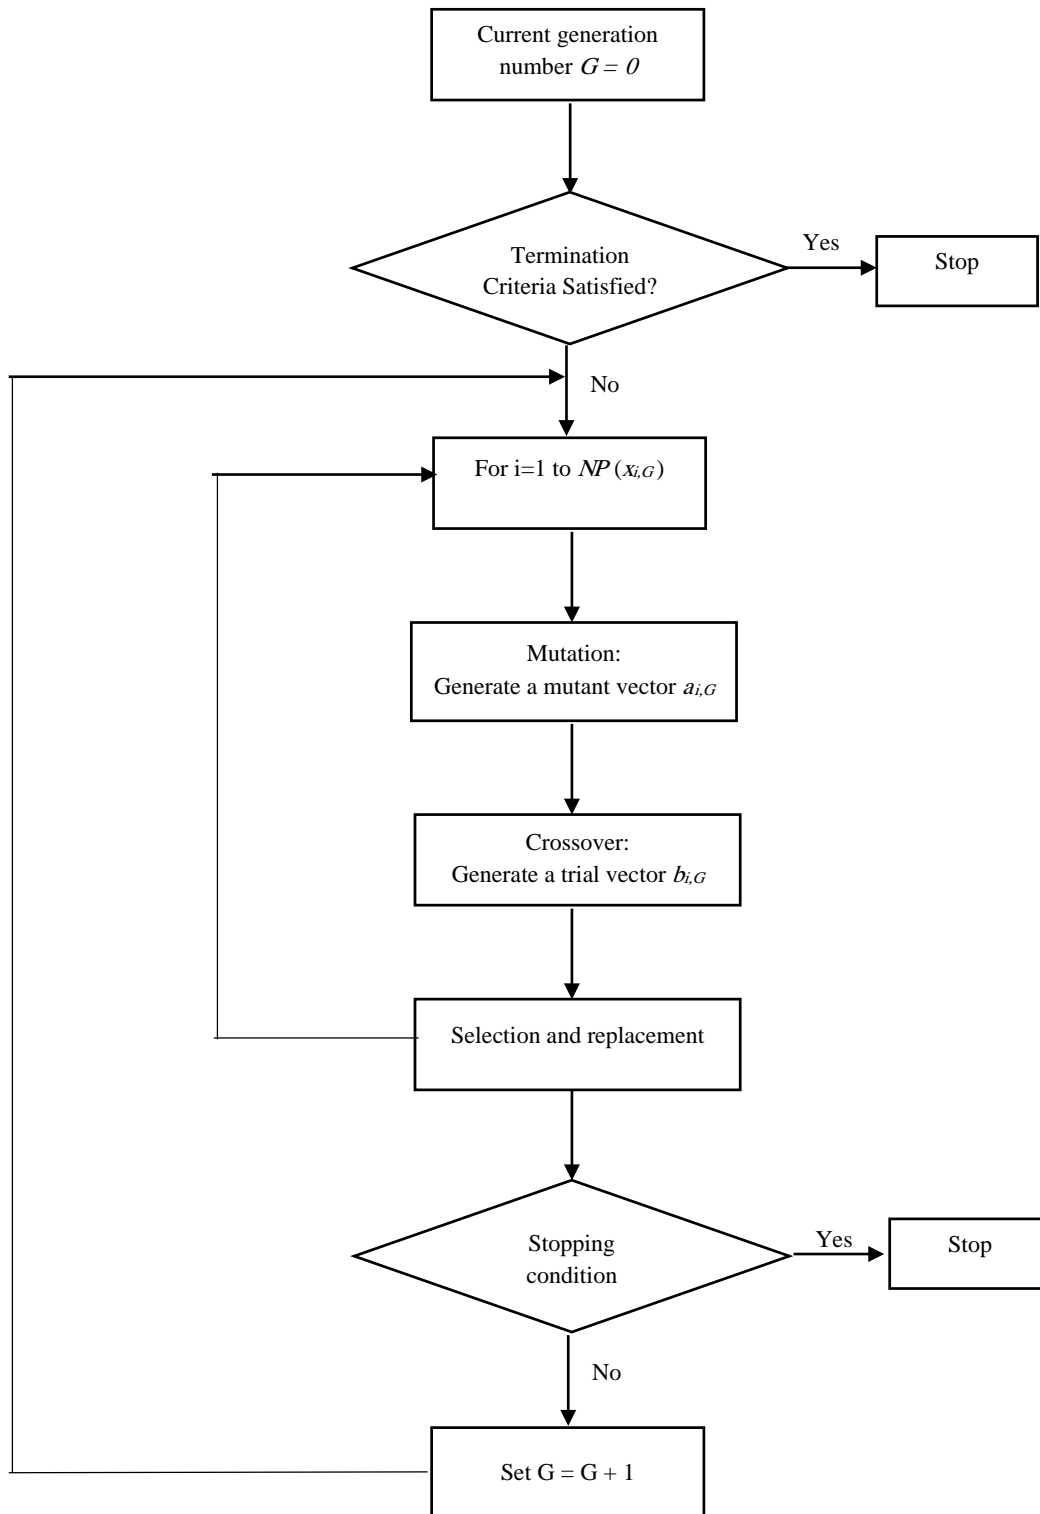 Current generation
number G = 0
Termination
Criteria Satisfied?
Yes
Stop
No
For i=1 to NP (xi,G)
Mutation:
Generate a mutant vector ai,G
Crossover:
Generate a trial vector bi,G
Selection and replacement
Stopping
condition
Yes
Stop
No
Set G = G + 1